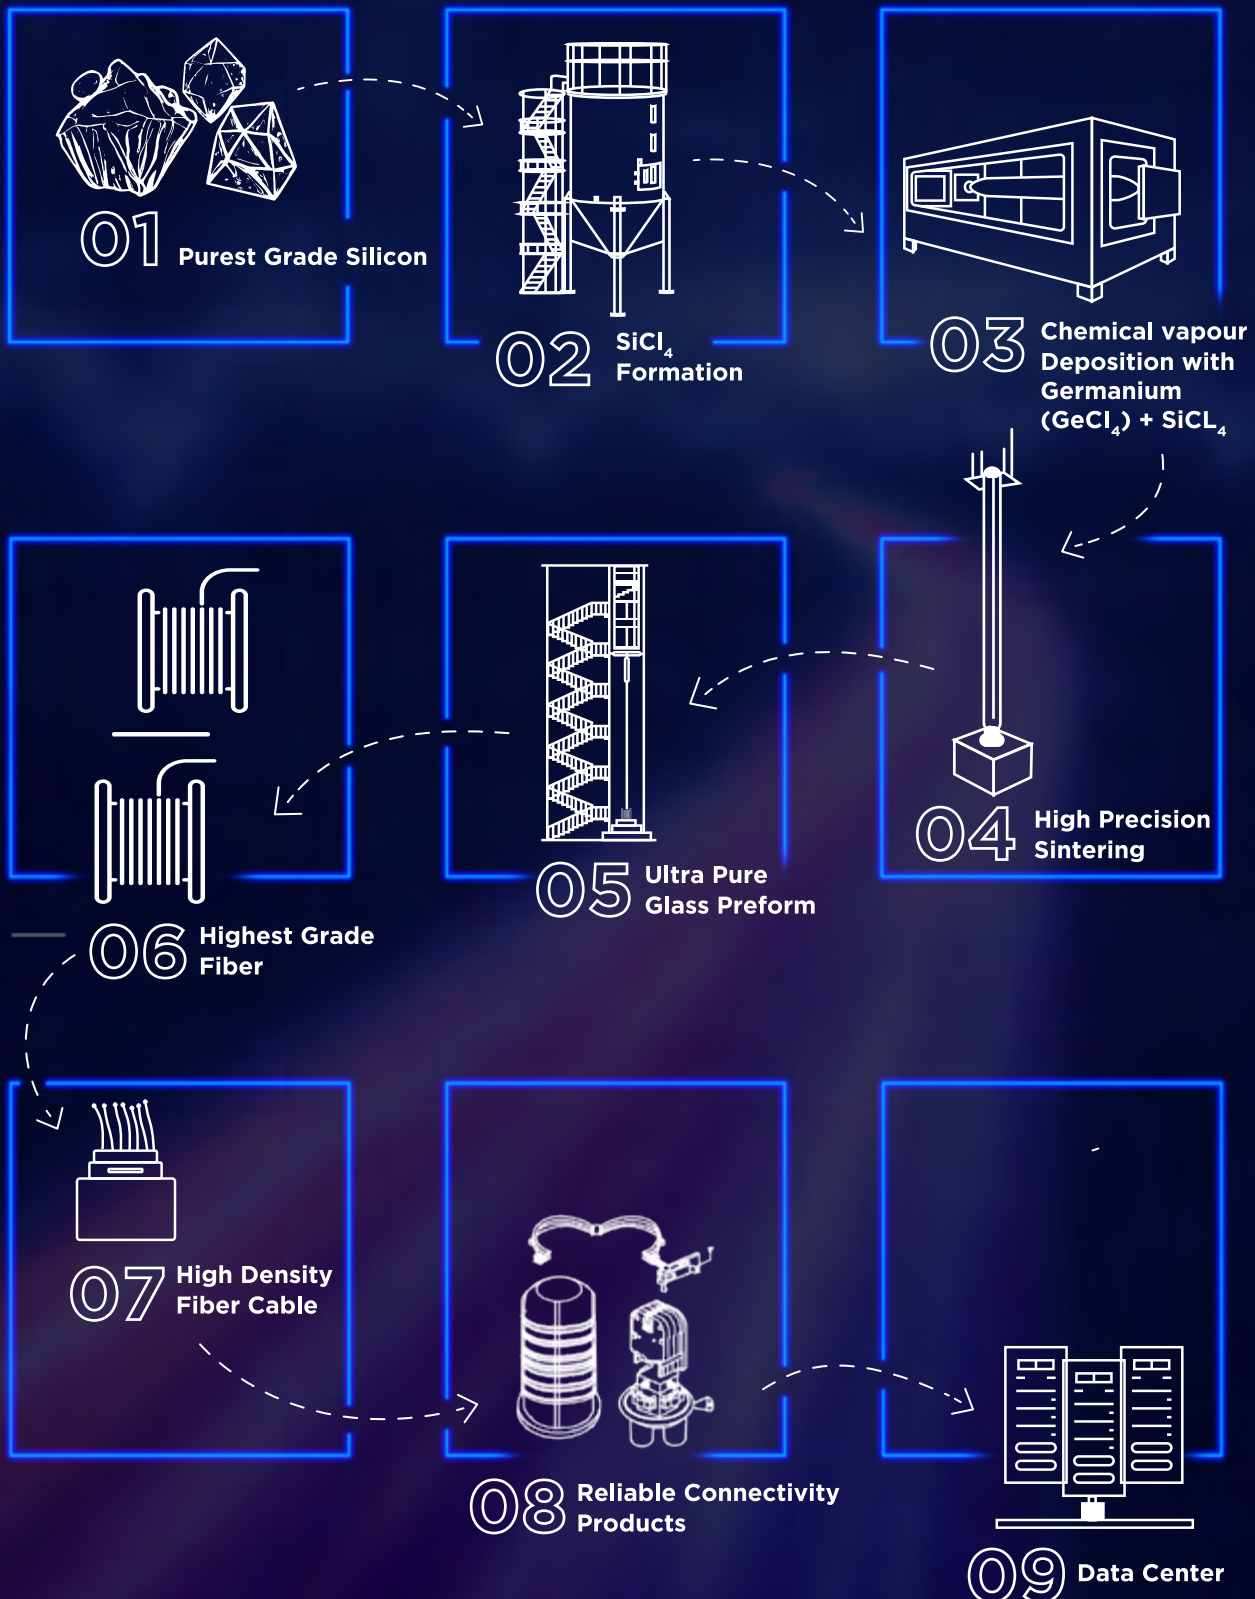 01 Purest Grade Silicon
02 SiCl₄
Formation
03 Chemical vapour
Deposition with
Germanium
(GeCl₄) + SiCL₄
04 High Precision
Sintering
05 Ultra Pure
Glass Preform
06 Highest Grade
Fiber
07 High Density
Fiber Cable
08 Reliable Connectivity
Products
09 Data Center